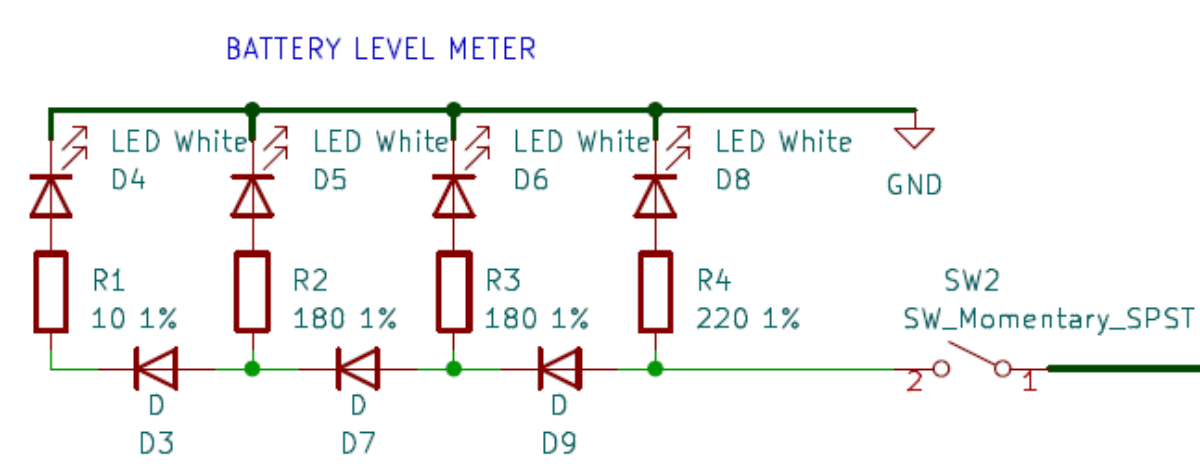 BATTERY LEVEL METER
LED White LED White LED White LED White
D4 D5 D6 D8
GND
R1 R2 R3 R4 SW2
10 1% 180 1% 180 1% 220 1% SW_Momentary_SPST
2 1
D D D
D3 D7 D9